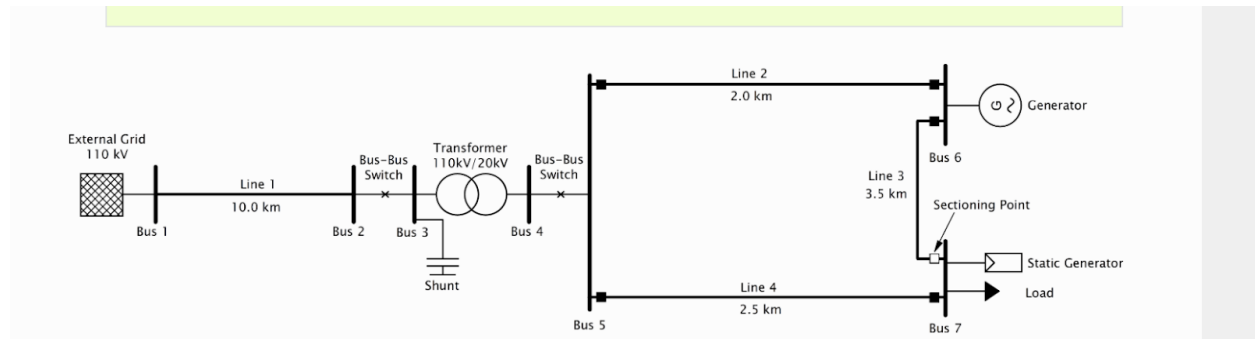 External Grid
110 kV
Bus 1
Line 1
10.0 km
Bus 2
Bus-Bus
Switch
Bus 3
Shunt
Transformer
110kV/20kV
Bus 4
Bus-Bus
Switch
Bus 5
Line 2
2.0 km
G
Generator
Bus 6
Line 3
3.5 km
Sectioning Point
Static Generator
Load
Line 4
2.5 km
Bus 7